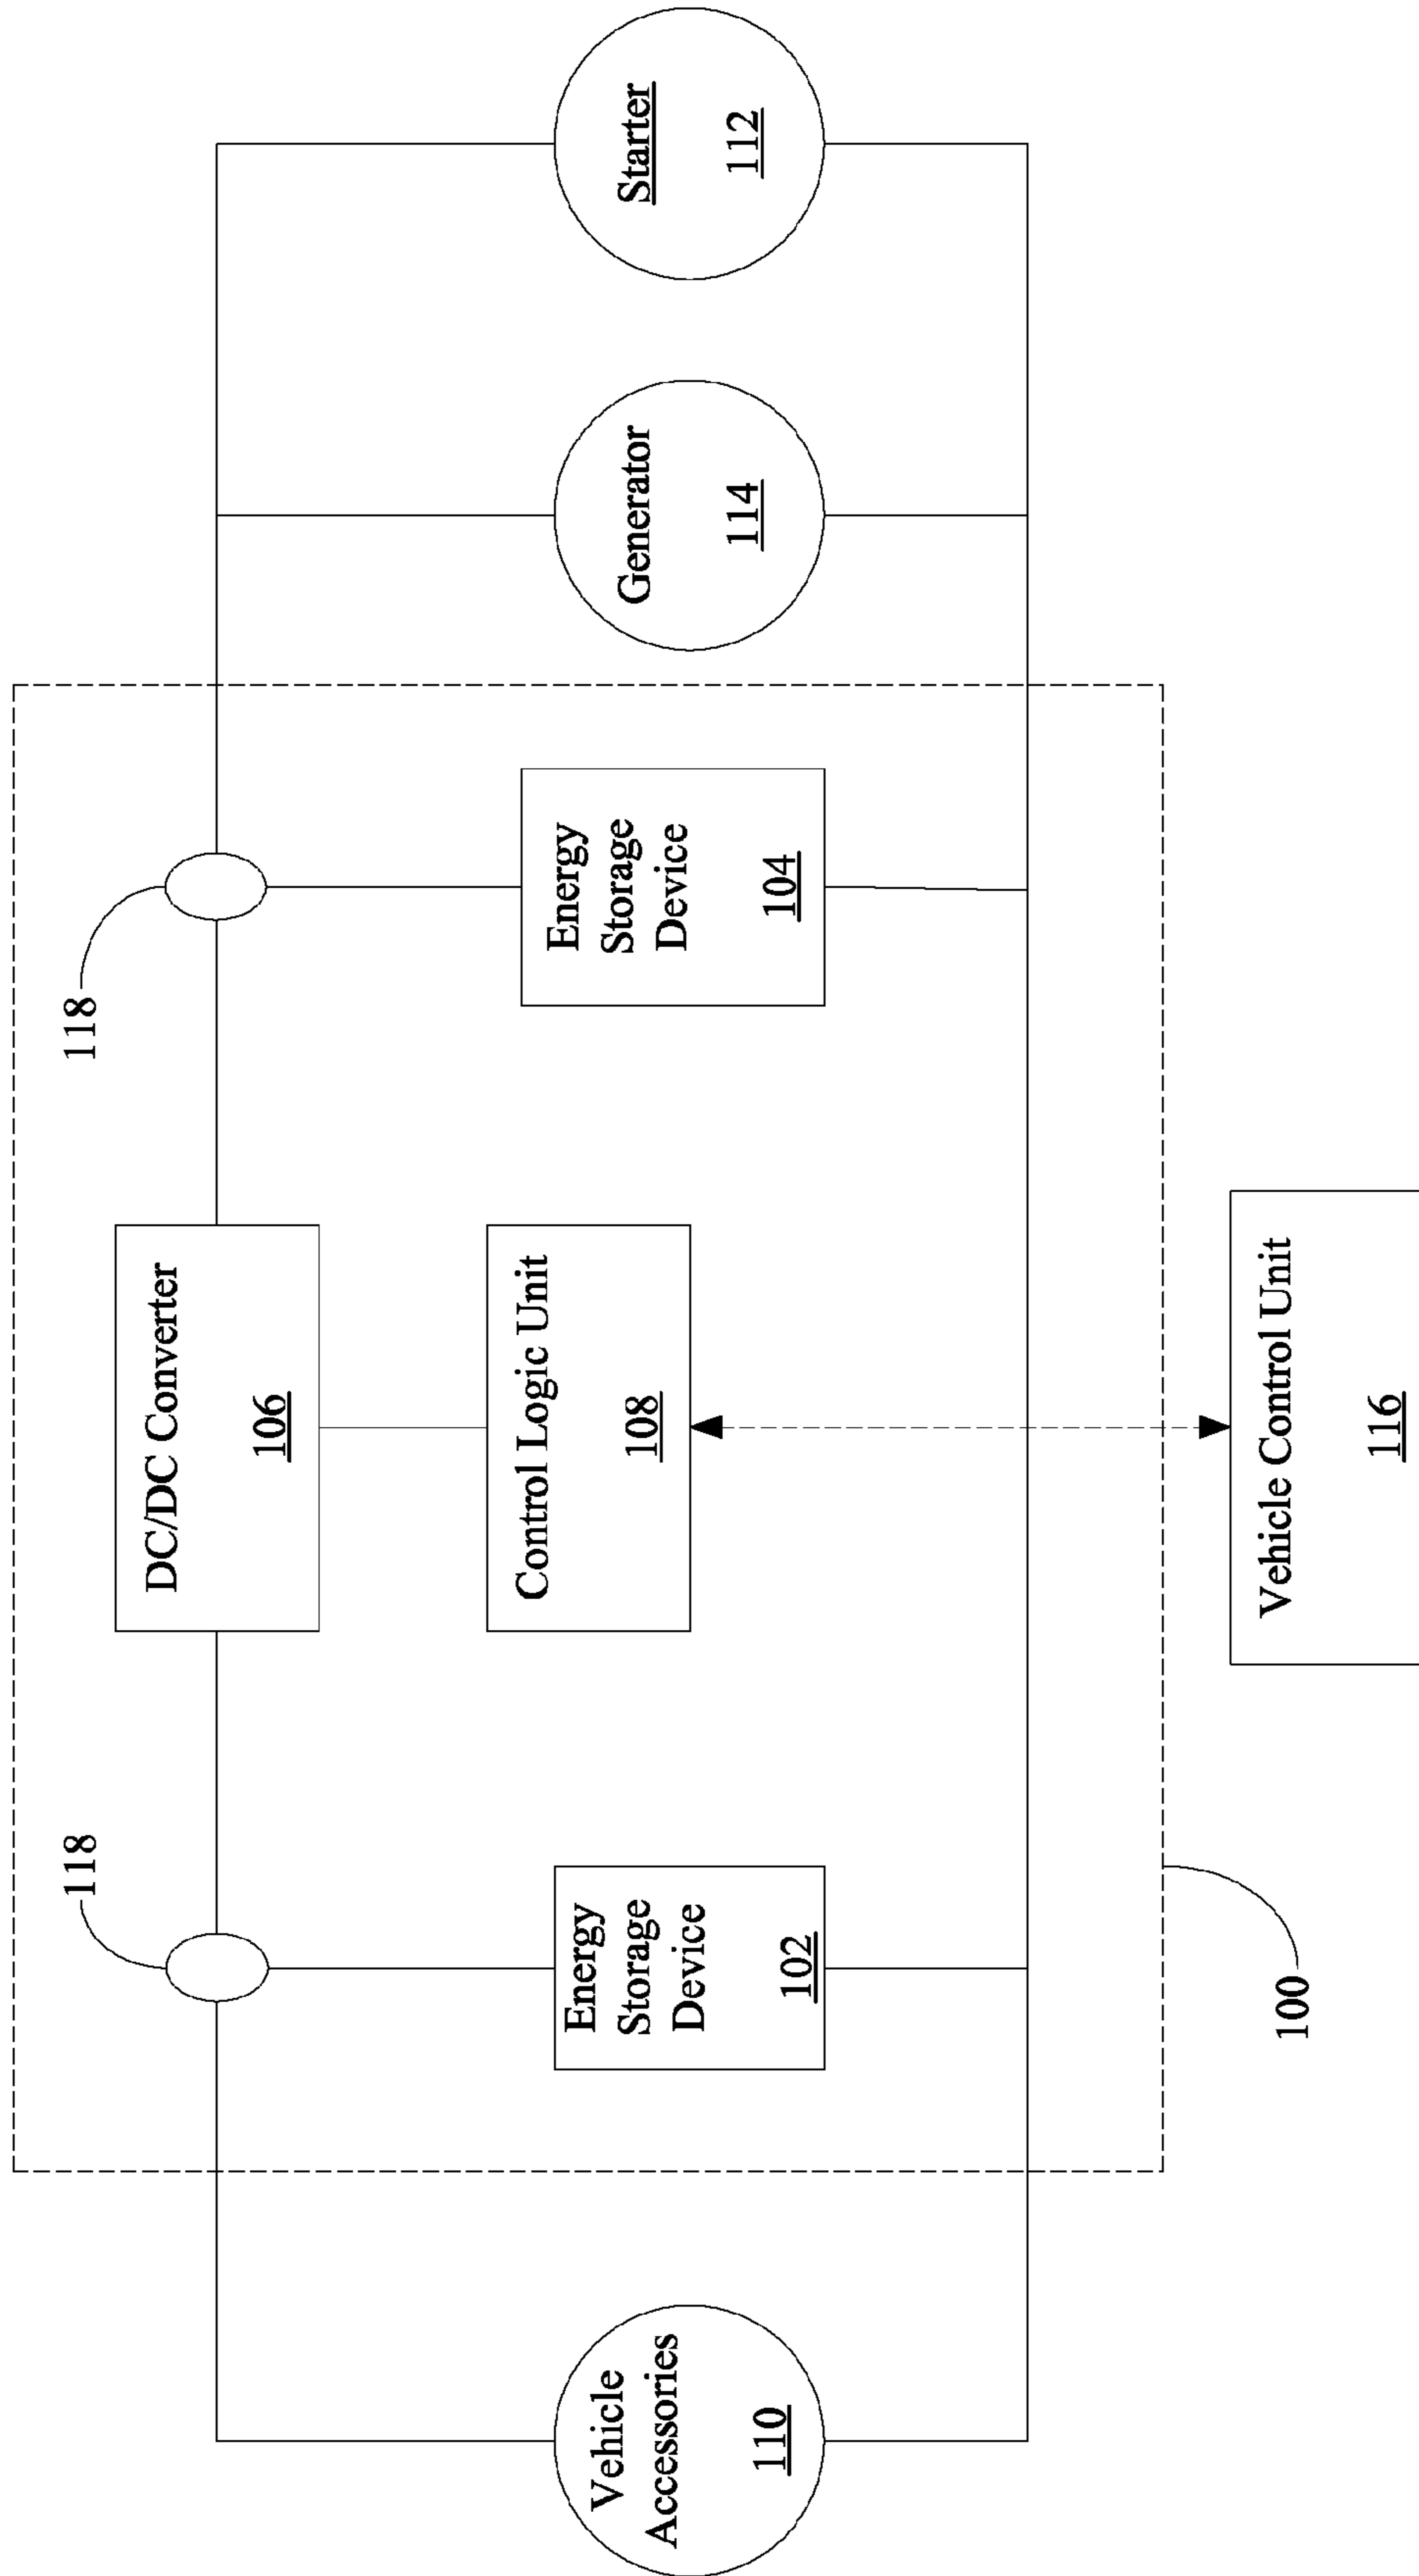 118
118
DC/DC Converter
106
Control Logic Unit
108
Energy
Storage
Device
102
Energy
Storage
Device
104
Vehicle
Accessories
110
Generator
114
Starter
112
100
Vehicle Control Unit
116